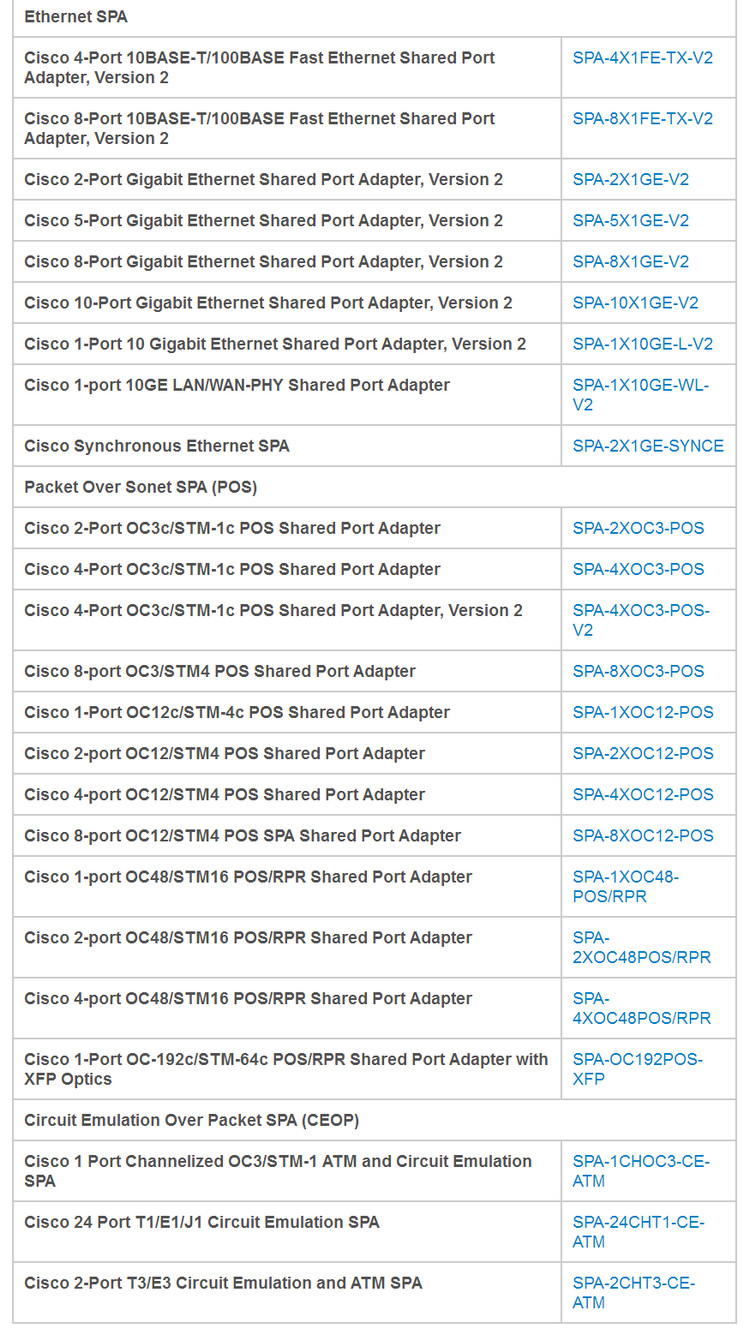 Ethernet SPA
Cisco 4-Port 10BASE-T/100BASE Fast Ethernet Shared Port
Adapter, Version 2
SPA-4X1FE-TX-V2
Cisco 8-Port 10BASE-T/100BASE Fast Ethernet Shared Port
Adapter, Version 2
SPA-8X1FE-TX-V2
Cisco 2-Port Gigabit Ethernet Shared Port Adapter, Version 2
SPA-2X1GE-V2
Cisco 5-Port Gigabit Ethernet Shared Port Adapter, Version 2
SPA-5X1GE-V2
Cisco 8-Port Gigabit Ethernet Shared Port Adapter, Version 2
SPA-8X1GE-V2
Cisco 10-Port Gigabit Ethernet Shared Port Adapter, Version 2
SPA-10X1GE-V2
Cisco 1-Port 10 Gigabit Ethernet Shared Port Adapter, Version 2
SPA-1X10GE-L-V2
Cisco 1-port 10GE LAN/WAN-PHY Shared Port Adapter
SPA-1X10GE-WL-
V2
Cisco Synchronous Ethernet SPA
SPA-2X1GE-SYNCE
Packet Over Sonet SPA (POS)
Cisco 2-Port OC3c/STM-1c POS Shared Port Adapter
SPA-2XOC3-POS
Cisco 4-Port OC3c/STM-1c POS Shared Port Adapter
SPA-4XOC3-POS
Cisco 4-Port OC3c/STM-1c POS Shared Port Adapter, Version 2
SPA-4XOC3-POS-
V2
Cisco 8-port OC3/STM4 POS Shared Port Adapter
SPA-8XOC3-POS
Cisco 1-Port OC12c/STM-4c POS Shared Port Adapter
SPA-1XOC12-POS
Cisco 2-port OC12/STM4 POS Shared Port Adapter
SPA-2XOC12-POS
Cisco 4-port OC12/STM4 POS Shared Port Adapter
SPA-4XOC12-POS
Cisco 8-port OC12/STM4 POS SPA Shared Port Adapter
SPA-8XOC12-POS
Cisco 1-port OC48/STM16 POS/RPR Shared Port Adapter
SPA-1XOC48-
POS/RPR
Cisco 2-port OC48/STM16 POS/RPR Shared Port Adapter
SPA-
2XOC48POS/RPR
Cisco 4-port OC48/STM16 POS/RPR Shared Port Adapter
SPA-
4XOC48POS/RPR
Cisco 1-Port OC-192c/STM-64c POS/RPR Shared Port Adapter with
XFP Optics
SPA-OC192POS-
XFP
Circuit Emulation Over Packet SPA (CEOP)
Cisco 1 Port Channelized OC3/STM-1 ATM and Circuit Emulation
SPA
SPA-1CHOC3-CE-
ATM
Cisco 24 Port T1/E1/J1 Circuit Emulation SPA
SPA-24CHT1-CE-
ATM
Cisco 2-Port T3/E3 Circuit Emulation and ATM SPA
SPA-2CHT3-CE-
ATM